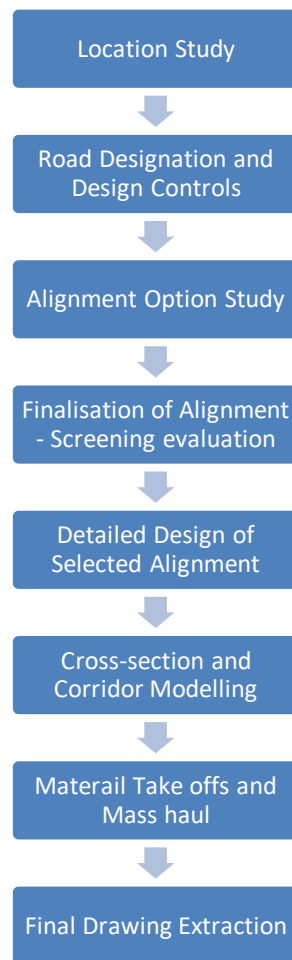 Location Study
Road Designation and
Design Controls
Alignment Option Study
Finalisation of Alignment
- Screening evaluation
Detailed Design of
Selected Alignment
Cross-section and
Corridor Modelling
Materail Take offs and
Mass haul
Final Drawing Extraction